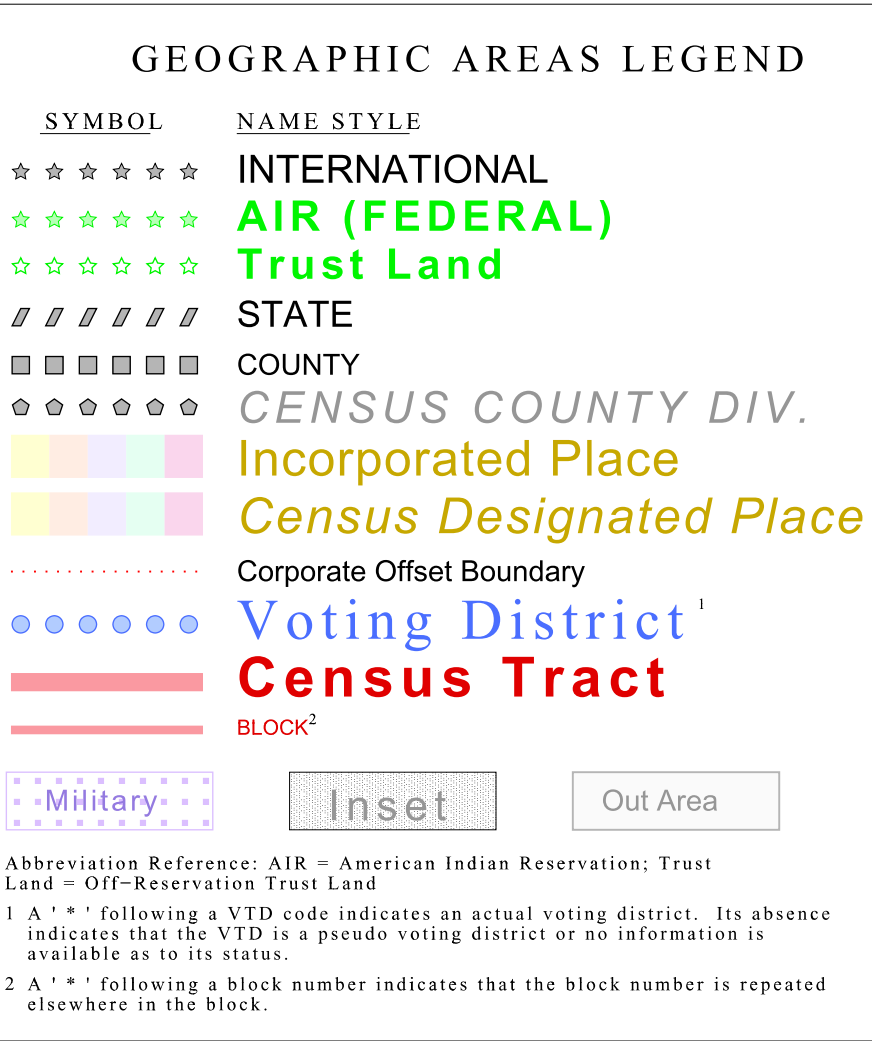 GEOGRAPHIC AREAS LEGEND
SYMBOL NAME STYLE
INTERNATIONAL
AIR (FEDERAL)
Trust Land
STATE
COUNTY
CENSUS COUNTY DIV.
Incorporated Place
Census Designated Place
Corporate Offset Boundary
Voting District 1
Census Tract
BLOCK2
Military Inset Out Area
Abbreviation Reference: AIR = American Indian Reservation; Trust
Land = Off−Reservation Trust Land
1 A ' * ' following a VTD code indicates an actual voting district. Its absence
indicates that the VTD is a pseudo voting district or no information is
available as to its status.
2 A ' * ' following a block number indicates that the block number is repeated
elsewhere in the block.